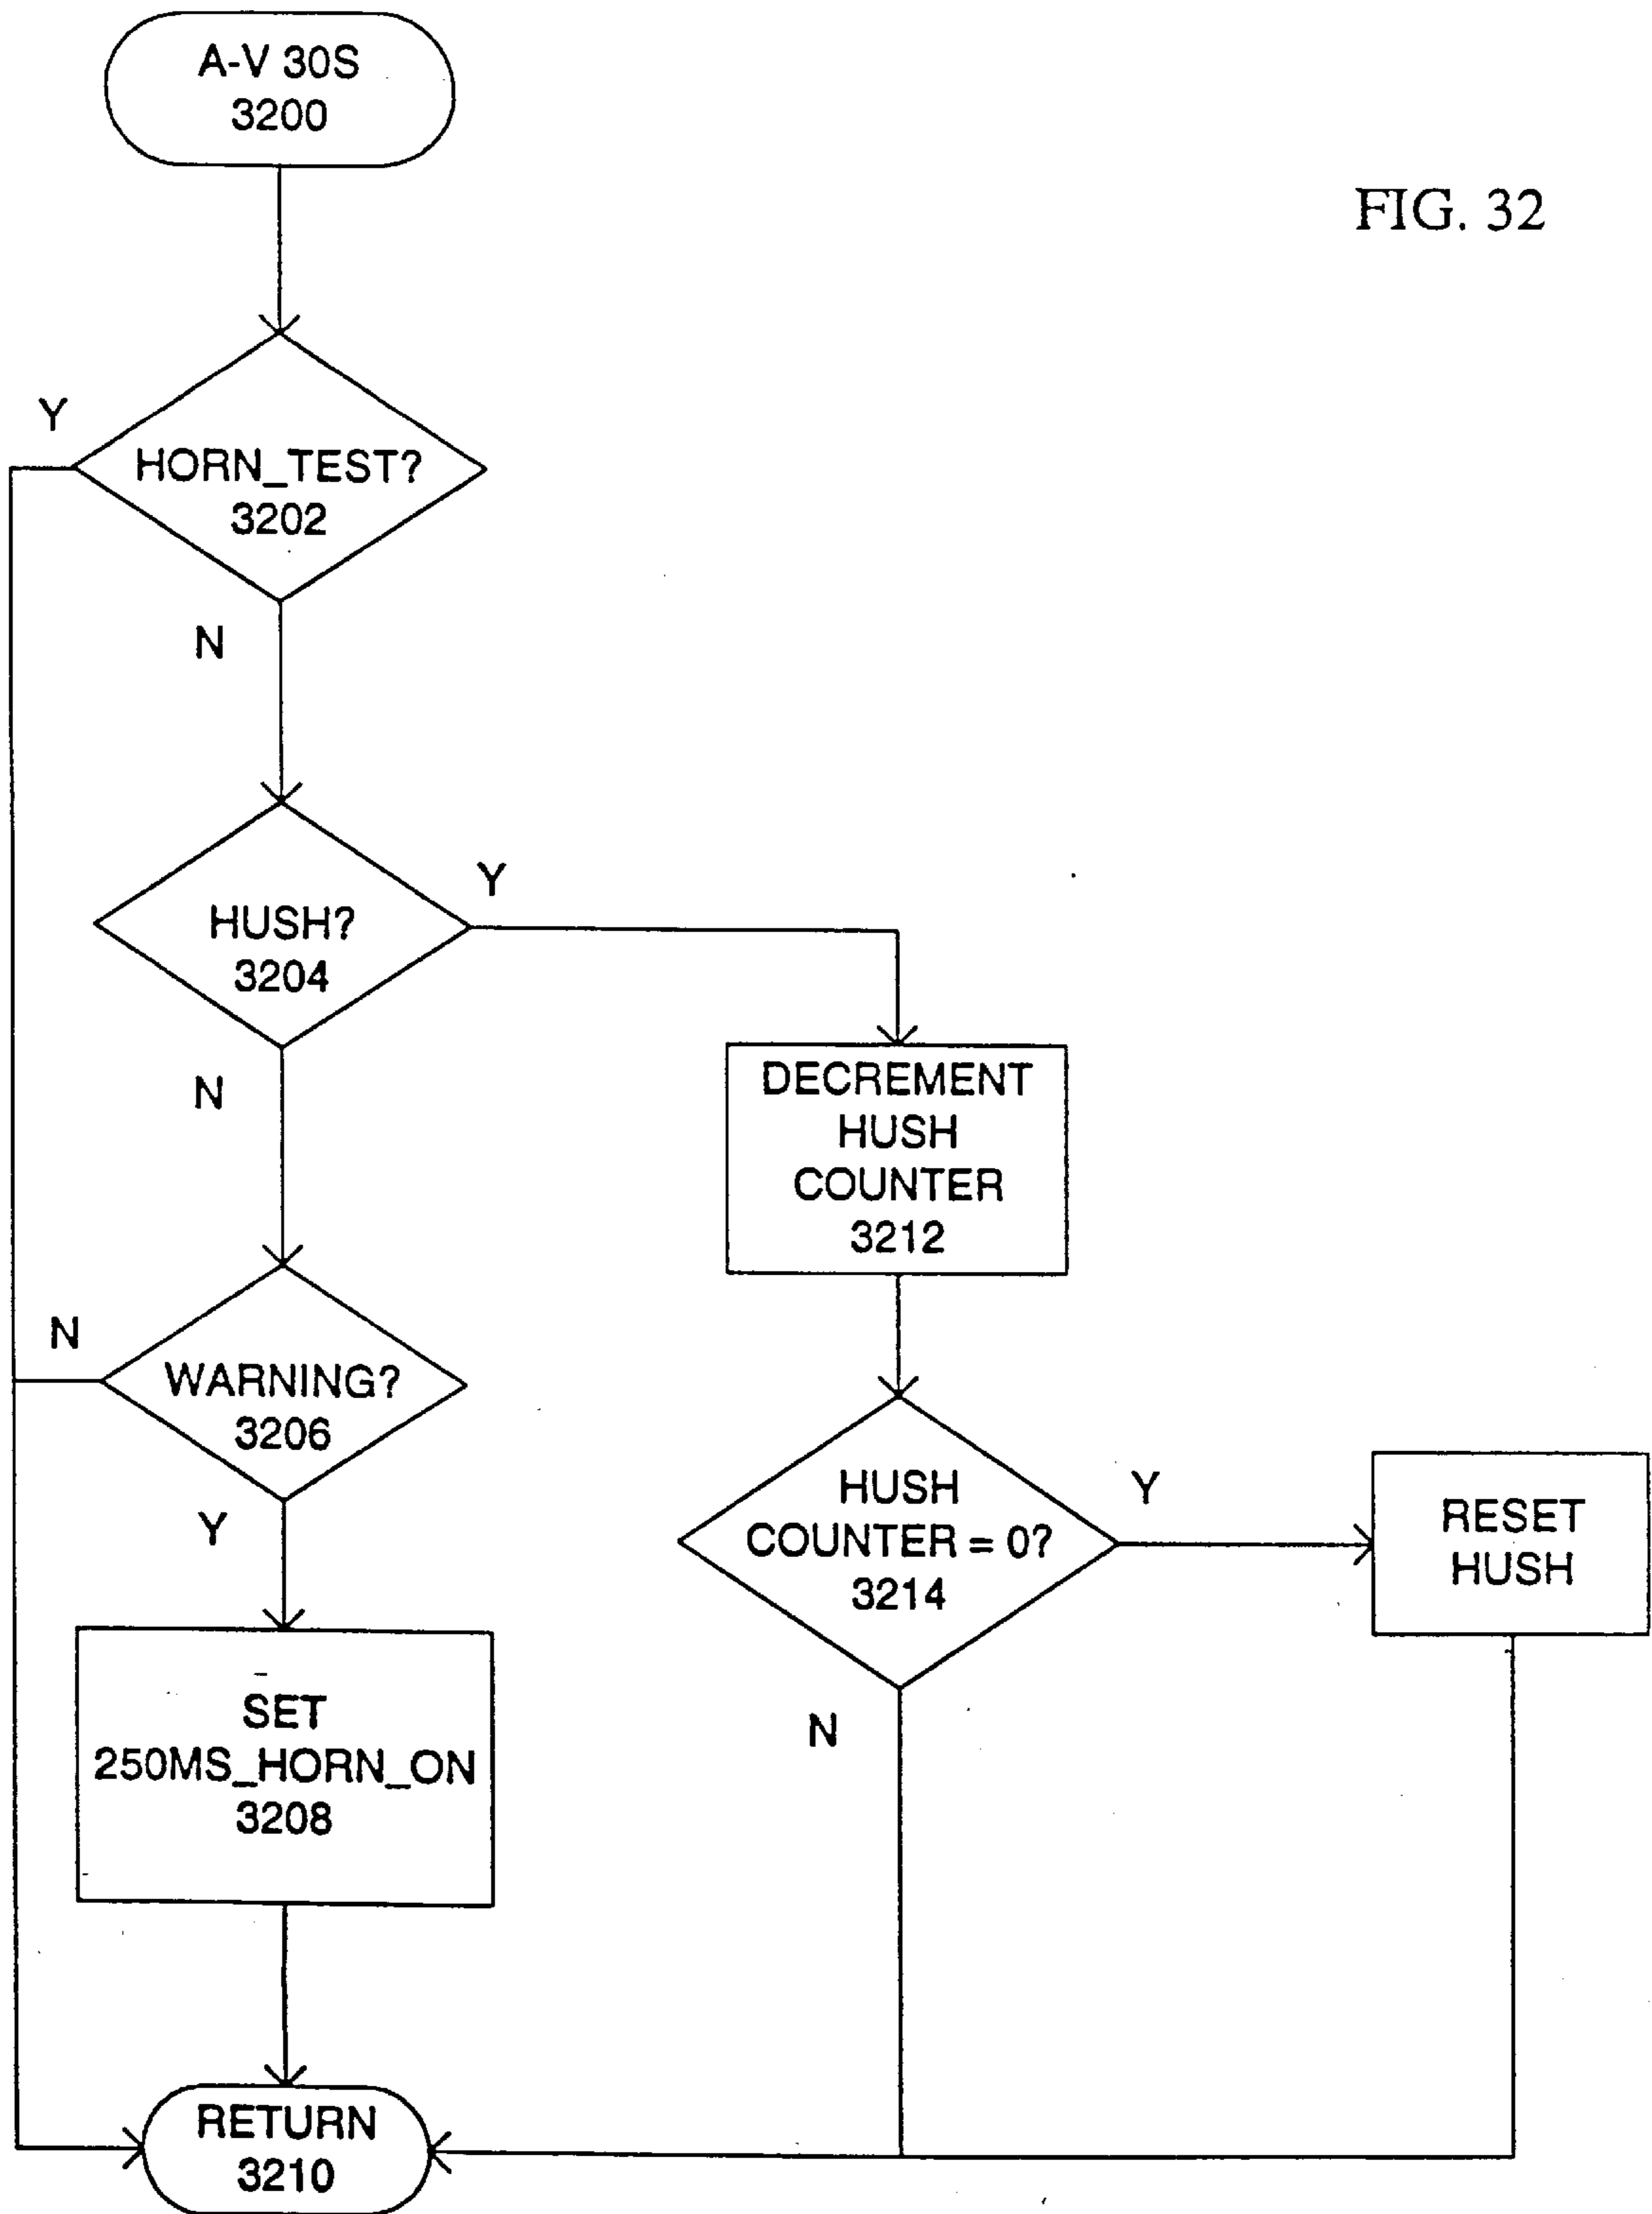 A-V 30S
3200
FIG. 32
Y
HORN_TEST?
3202
N
Y
HUSH?
3204
N
DECREMENT
HUSH
COUNTER
3212
N
WARNING?
3206
Y
HUSH
COUNTER = 0?
3214
Y
RESET
HUSH
N
SET
250MS_HORN_ON
3208
RETURN
3210